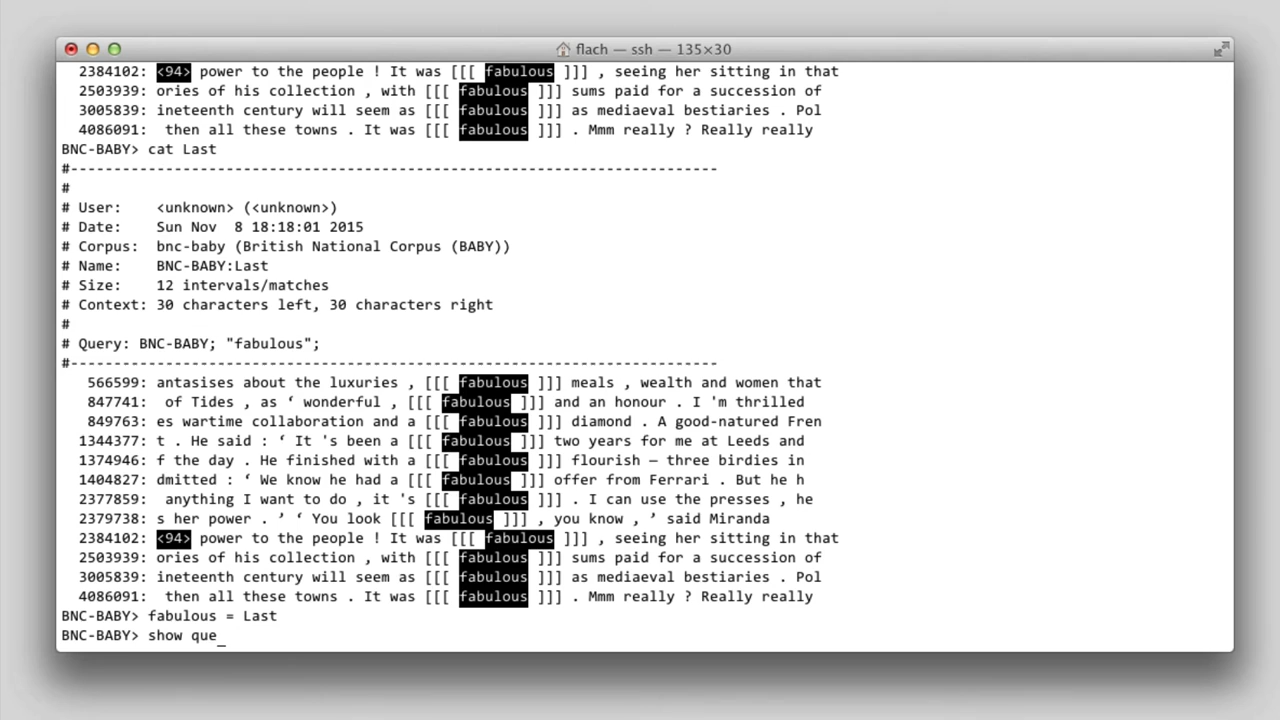 flach — ssh — 135×30
2384102: <94> power to the people ! It was [[[ fabulous ]]] , seeing her sitting in that
2503939: ories of his collection , with [[[ fabulous ]]] sums paid for a succession of
3005839: ineteenth century will seem as [[[ fabulous ]]] as mediaeval bestiaries . Pol
4086091:  then all these towns . It was [[[ fabulous ]]] . Mmm really ? Really really
BNC-BABY> cat Last
#---------------------------------------------------------------------------
#
# User:    <unknown> (<unknown>)
# Date:    Sun Nov  8 18:18:01 2015
# Corpus:  bnc-baby (British National Corpus (BABY))
# Name:    BNC-BABY:Last
# Size:    12 intervals/matches
# Context: 30 characters left, 30 characters right
#
# Query: BNC-BABY; "fabulous";
#---------------------------------------------------------------------------
566599: antasises about the luxuries , [[[ fabulous ]]] meals , wealth and women that
847741:  of Tides , as ‘ wonderful , [[[ fabulous ]]] and an honour . I 'm thrilled
849763: es wartime collaboration and a [[[ fabulous ]]] diamond . A good-natured Fren
1344377: t . He said : ‘ It 's been a [[[ fabulous ]]] two years for me at Leeds and
1374946: f the day . He finished with a [[[ fabulous ]]] flourish — three birdies in
1404827: dmitted : ‘ We know he had a [[[ fabulous ]]] offer from Ferrari . But he h
2377859:  anything I want to do , it 's [[[ fabulous ]]] . I can use the presses , he
2379738: s her power . ’ ‘ You look [[[ fabulous ]]] , you know , ’ said Miranda
2384102: <94> power to the people ! It was [[[ fabulous ]]] , seeing her sitting in that
2503939: ories of his collection , with [[[ fabulous ]]] sums paid for a succession of
3005839: ineteenth century will seem as [[[ fabulous ]]] as mediaeval bestiaries . Pol
4086091:  then all these towns . It was [[[ fabulous ]]] . Mmm really ? Really really
BNC-BABY> fabulous = Last
BNC-BABY> show que_